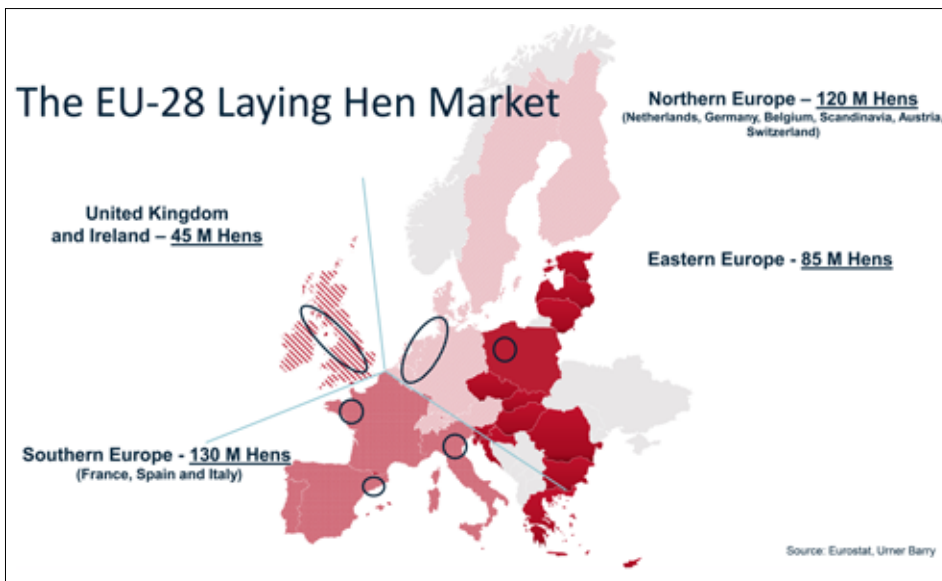 The EU-28 Laying Hen Market
Northern Europe – 120 M Hens
(Netherlands, Germany, Belgium, Scandinavia, Austria,
Switzerland)
United Kingdom
and Ireland – 45 M Hens
Eastern Europe - 85 M Hens
Southern Europe - 130 M Hens
(France, Spain and Italy)
Source: Eurostat, Urner Barry